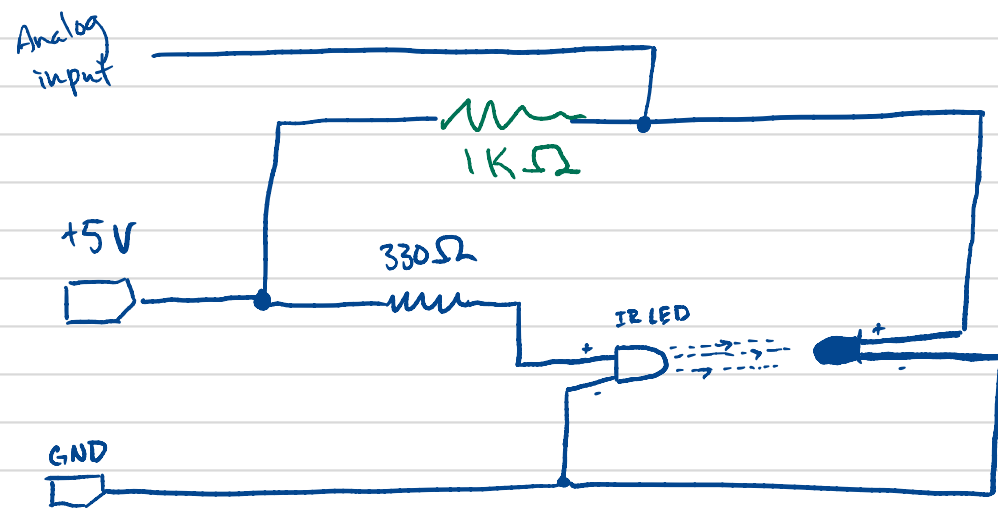 Analog
input
1KΩ
+5V
330Ω
IR LED
+
+
-
-
GND